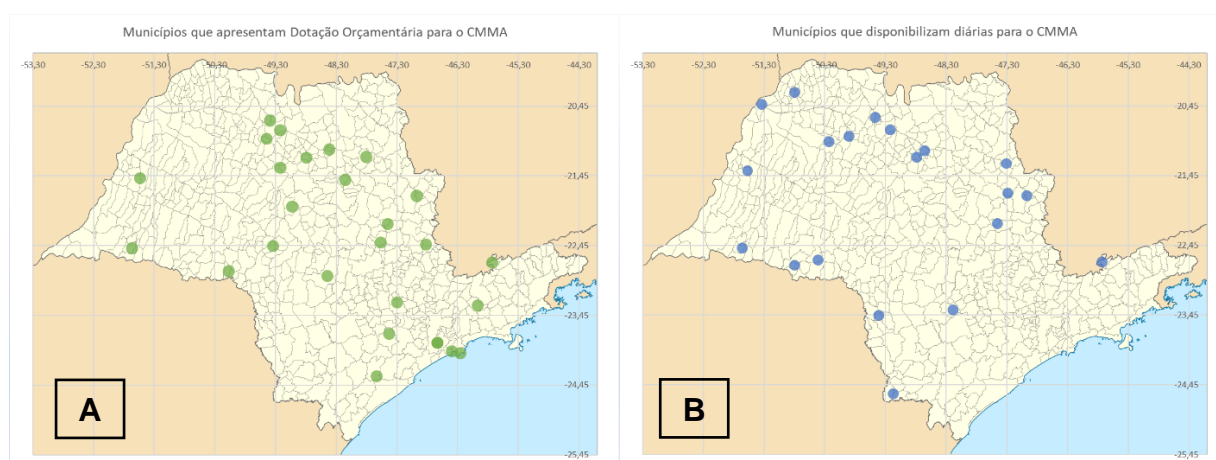 Municípios que apresentam Dotação Orçamentária para o CMMA
-53,30 -52,30 -51,30 -50,30 -49,30 -48,30 -47,30 -46,30 -45,30 -44,30
-20,45
-21,45
-22,45
-23,45
-24,45
-25,45
A
Municípios que disponibilizam diárias para o CMMA
-53,30 -52,30 -51,30 -50,30 -49,30 -48,30 -47,30 -46,30 -45,30 -44,30
-20,45
-21,45
-22,45
-23,45
-24,45
-25,45
B